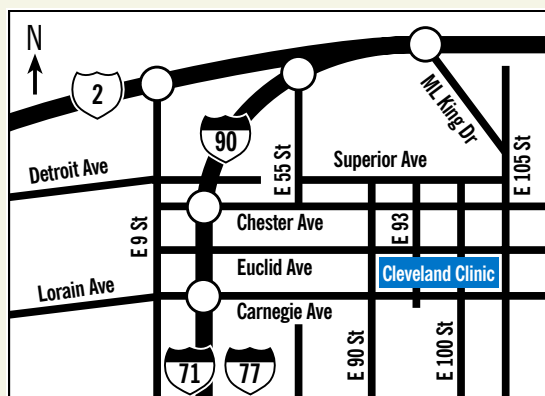 N
2
90
ML King Dr
Detroit Ave
E 55 St
Superior Ave
E 105 St
E 9 St
Chester Ave
E 93
Euclid Ave
Cleveland Clinic
Lorain Ave
Carnegie Ave
E 90 St
E 100 St
71
77